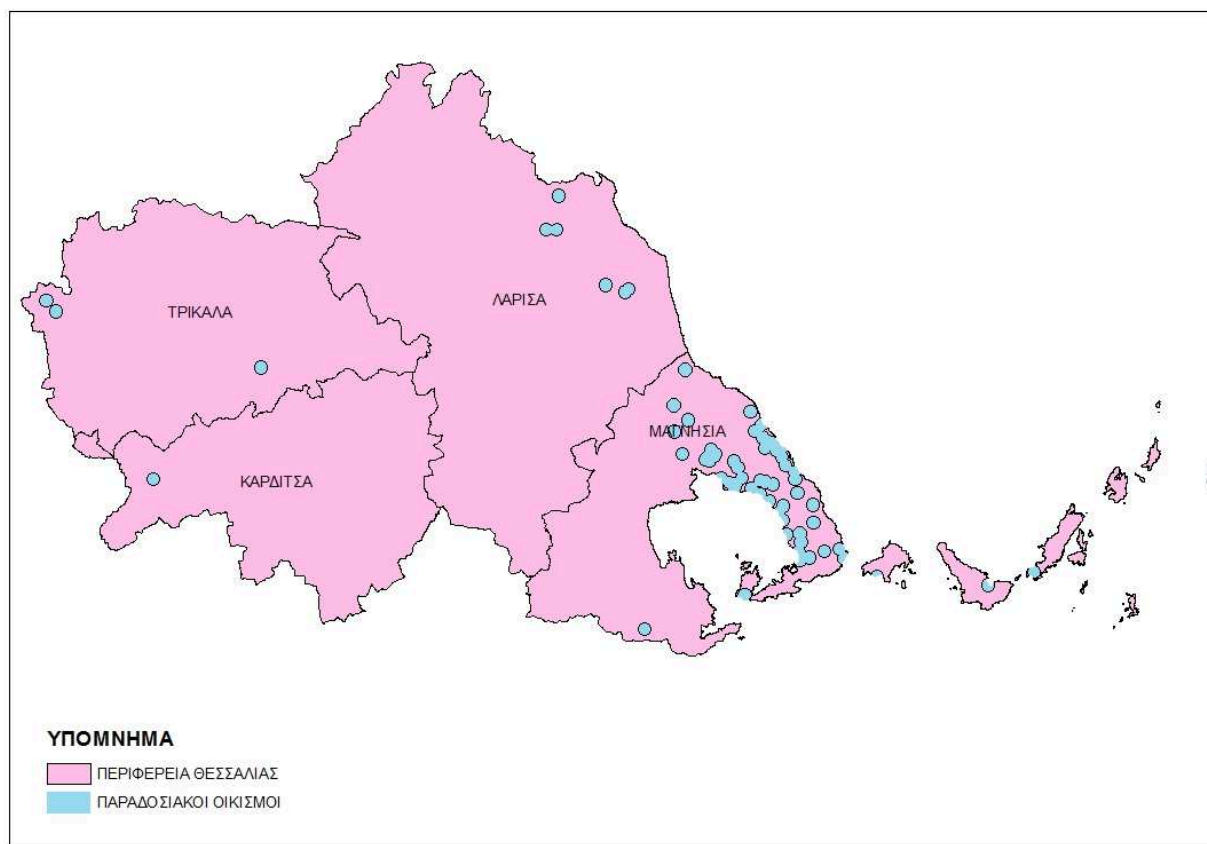 ΛΑΡΙΣΑ
ΤΡΙΚΑΛΑ
ΜΑΓΝΗΣΙΑ
ΚΑΡΔΙΤΣΑ
ΥΠΟΜΝΗΜΑ
ΠΕΡΙΦΕΡΕΙΑ ΘΕΣΣΑΛΙΑΣ
ΠΑΡΑΔΟΣΙΑΚΟΙ ΟΙΚΙΣΜΟΙ